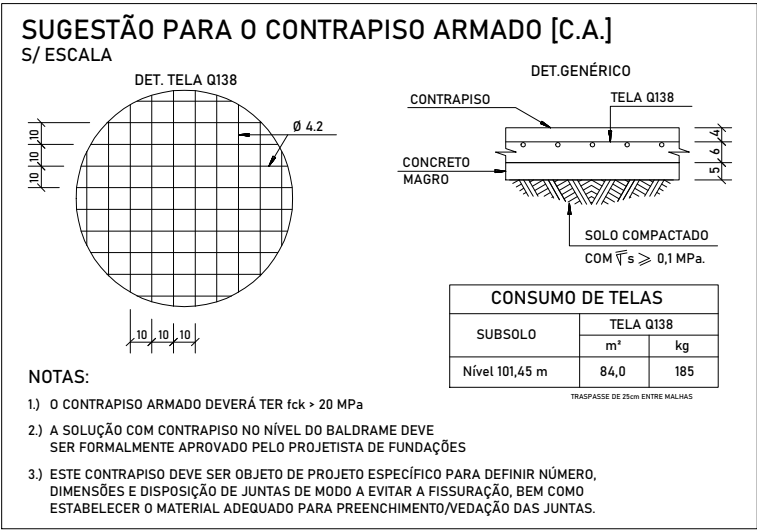 SUGESTÃO PARA O CONTRAPISO ARMADO [C.A.]
S/ ESCALA
DET. TELA Q138
Ø 4.2
10
10
10
10 10 10
DET.GENÉRICO
CONTRAPISO
TELA Q138
CONCRETO
MAGRO
4
6
5
SOLO COMPACTADO
COM σ̅s ⩾ 0,1 MPa.
CONSUMO DE TELAS
SUBSOLO
TELA Q138
m² kg
Nível 101,45 m 84,0 185
TRASPASSE DE 25cm ENTRE MALHAS
NOTAS:
1.) O CONTRAPISO ARMADO DEVERÁ TER fck > 20 MPa
2.) A SOLUÇÃO COM CONTRAPISO NO NÍVEL DO BALDRAME DEVE
SER FORMALMENTE APROVADO PELO PROJETISTA DE FUNDAÇÕES
3.) ESTE CONTRAPISO DEVE SER OBJETO DE PROJETO ESPECÍFICO PARA DEFINIR NÚMERO,
DIMENSÕES E DISPOSIÇÃO DE JUNTAS DE MODO A EVITAR A FISSURAÇÃO, BEM COMO
ESTABELECER O MATERIAL ADEQUADO PARA PREENCHIMENTO/VEDAÇÃO DAS JUNTAS.